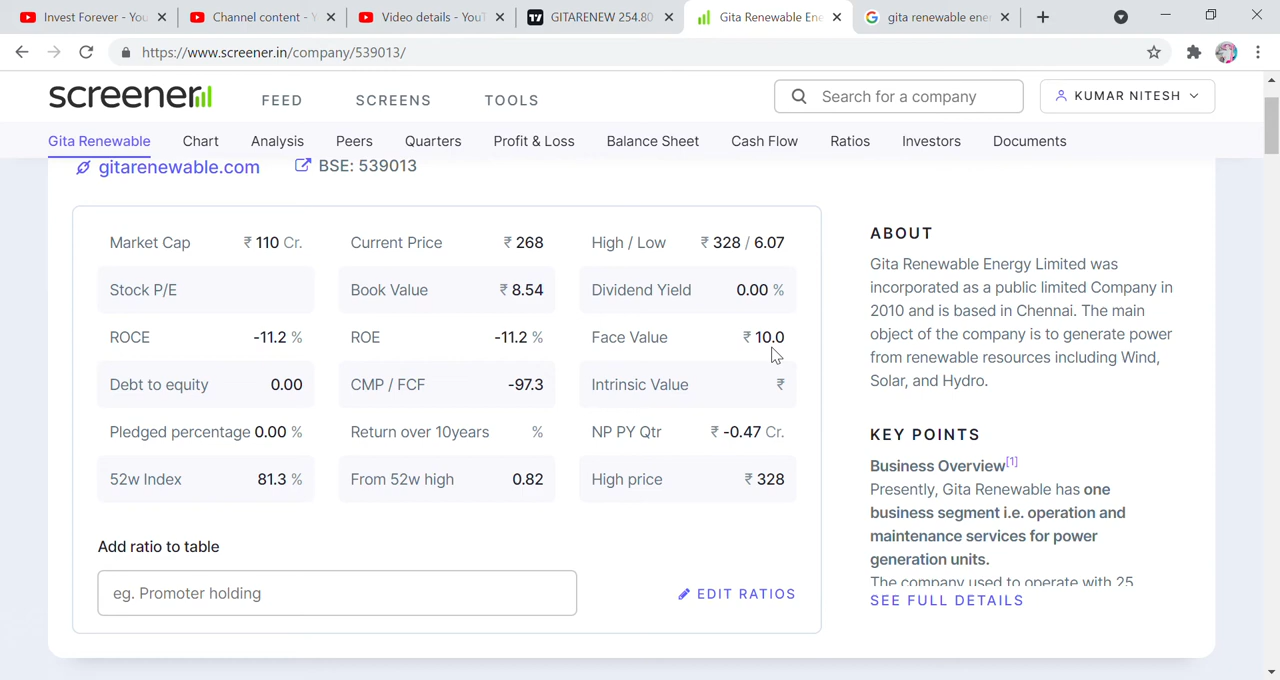 Invest Forever - You
Channel content - Y
Video details - YouT
GITARENEW 254.80
Gita Renewable Ene
gita renewable ener
https://www.screener.in/company/539013/
screener
FEED
SCREENS
TOOLS
Search for a company
KUMAR NITESH
Gita Renewable
Chart
Analysis
Peers
Quarters
Profit & Loss
Balance Sheet
Cash Flow
Ratios
Investors
Documents
gitarenewable.com
BSE: 539013
Market Cap ₹ 110 Cr.
Current Price ₹ 268
High / Low ₹ 328 / 6.07
Stock P/E
Book Value ₹ 8.54
Dividend Yield 0.00 %
ROCE -11.2 %
ROE -11.2 %
Face Value ₹ 10.0
Debt to equity 0.00
CMP / FCF -97.3
Intrinsic Value ₹
Pledged percentage 0.00 %
Return over 10years %
NP PY Qtr ₹ -0.47 Cr.
52w Index 81.3 %
From 52w high 0.82
High price ₹ 328
Add ratio to table
eg. Promoter holding
EDIT RATIOS
ABOUT
Gita Renewable Energy Limited was
incorporated as a public limited Company in
2010 and is based in Chennai. The main
object of the company is to generate power
from renewable resources including Wind,
Solar, and Hydro.
KEY POINTS
Business Overview[1]
Presently, Gita Renewable has one
business segment i.e. operation and
maintenance services for power
generation units.
The company used to operate with 25
SEE FULL DETAILS